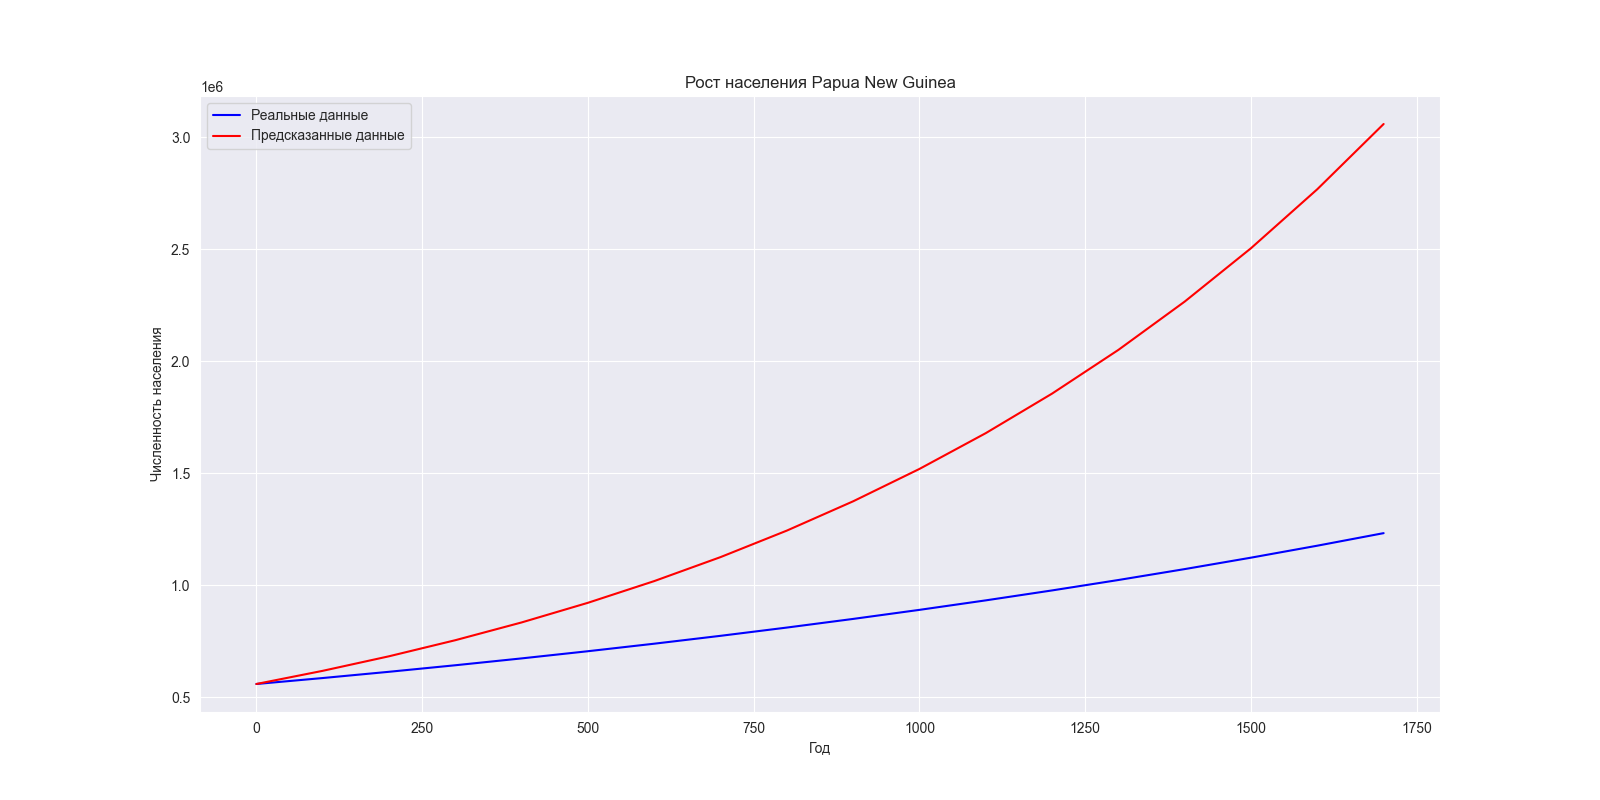 Рост населения Papua New Guinea
1e6
Реальные данные
Предсказанные данные
3.0
2.5
2.0
1.5
1.0
0.5
Численность населения
0 250 500 750 1000 1250 1500 1750
Год